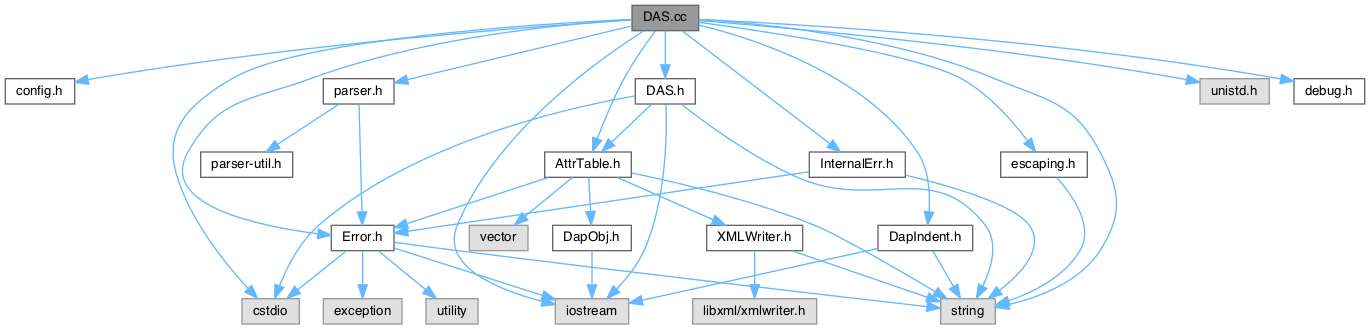 DAS.cc
config.h
parser.h
DAS.h
unistd.h
debug.h
parser-util.h
AttrTable.h
InternalErr.h
escaping.h
Error.h
vector
DapObj.h
XMLWriter.h
DapIndent.h
cstdio
exception
utility
iostream
libxml/xmlwriter.h
string